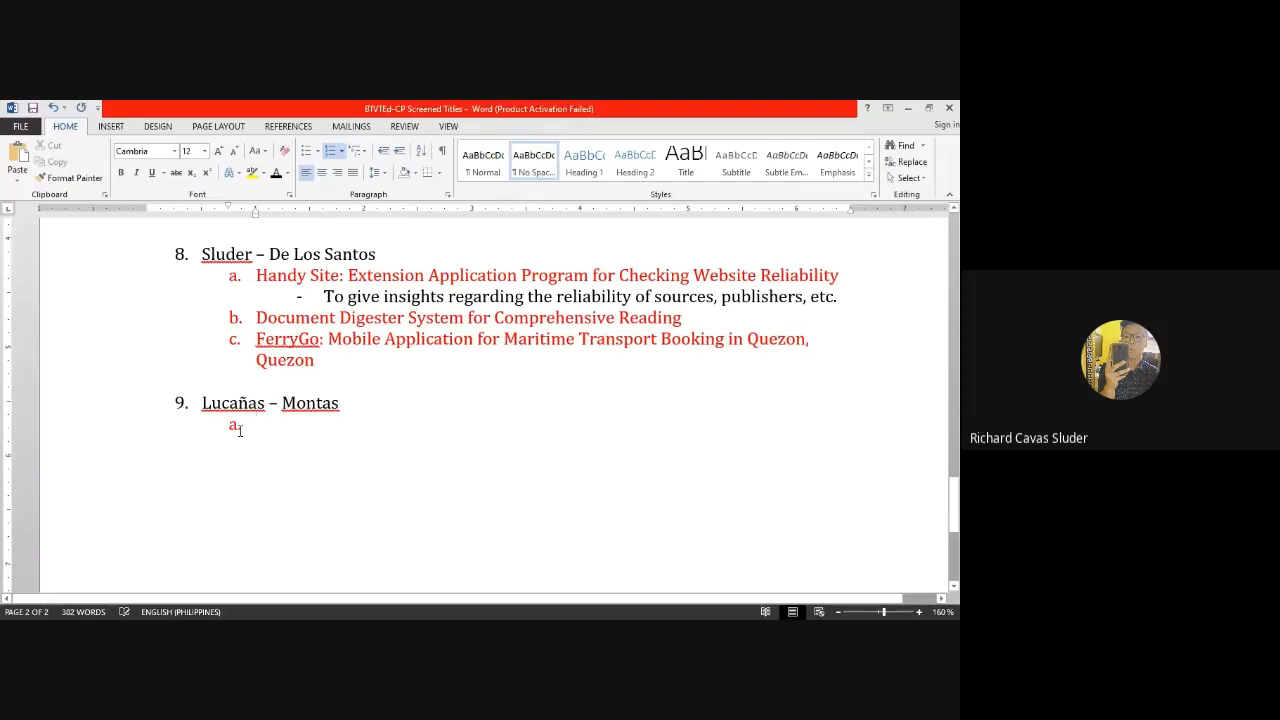 BTVTEd-CP Screened Titles - Word (Product Activation Failed)
FILE HOME INSERT DESIGN PAGE LAYOUT REFERENCES MAILINGS REVIEW VIEW Sign in
Paste
Cut
Copy
Format Painter
Cambria 12
AaBbCcDc AaBbCcDc AaBbCc AaBbCcD AaBb AaBbCcD AaBbCcDc AaBbCcDc
¶ Normal ¶ No Spac... Heading 1 Heading 2 Title Subtitle Subtle Em... Emphasis
Find
Replace
Select
Clipboard Font Paragraph Styles Editing
8. Sluder – De Los Santos
a. Handy Site: Extension Application Program for Checking Website Reliability
- To give insights regarding the reliability of sources, publishers, etc.
b. Document Digester System for Comprehensive Reading
c. FerryGo: Mobile Application for Maritime Transport Booking in Quezon,
Quezon
9. Lucañas – Montas
a.
PAGE 2 OF 2 382 WORDS ENGLISH (PHILIPPINES) 160%
Richard Cavas Sluder